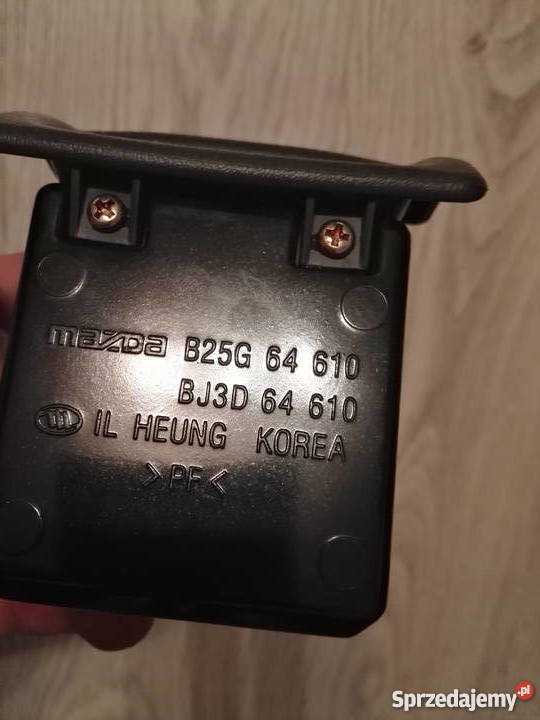 mazda B25G 64 610
BJ3D 64 610
IL HEUNG KOREA
>PF<
Sprzedajemy.pl